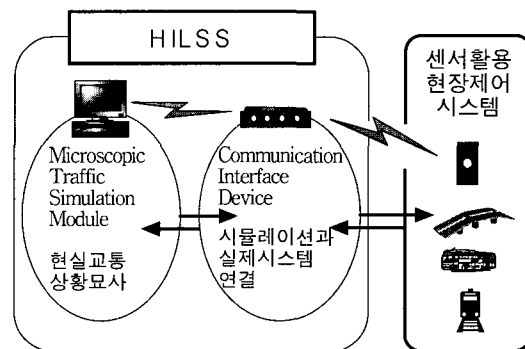 HILSS
센서활용
현장제어
시스템
Microscopic
Traffic
Simulation
Module
현실교통
상황묘사
Communication
Interface
Device
시뮬레이션과
실제시스템
연결